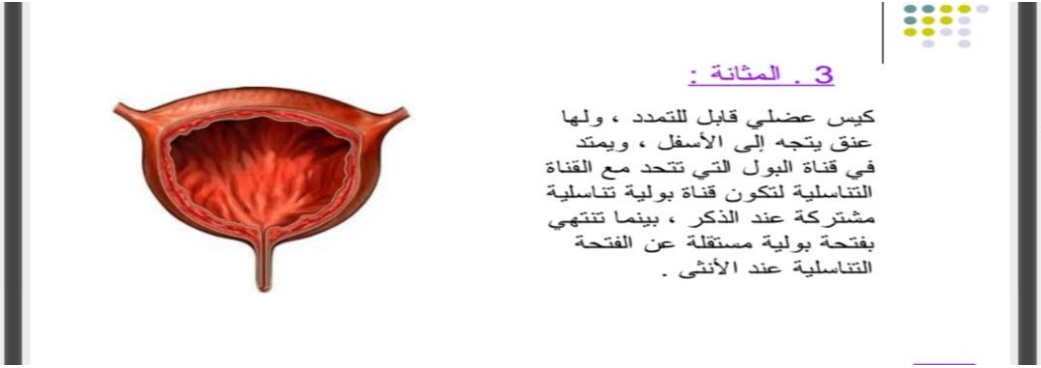 3 . المثانة :
كيس عضلي قابل للتمدد ، ولها
عنق يتجه إلى الأسفل ، ويمتد
في قناة البول التي تتحد مع القناة
التناسلية لتكون قناة بولية تناسلية
مشتركة عند الذكر ، بينما تنتهي
بفتحة بولية مستقلة عن الفتحة
التناسلية عند الأنثى .